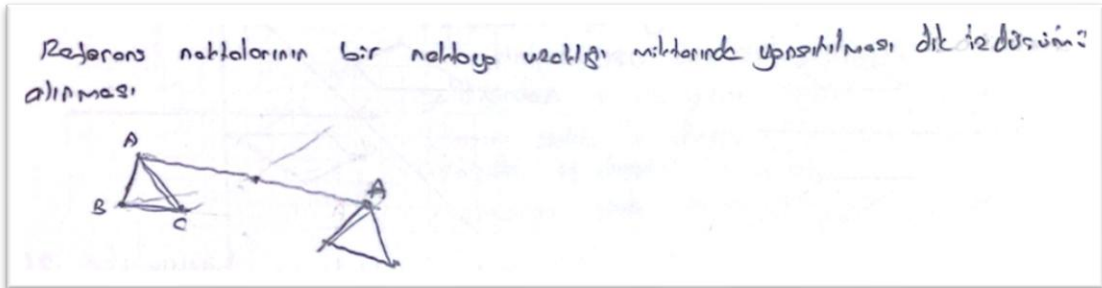 Referans noktalarının bir noktaya uzaklığı miktarında yansıtılması dik izdüşümü
alınması
A
A
B
C